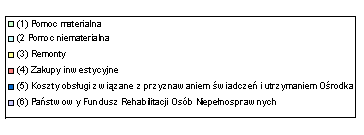 (1) Pomoc materialna
(2 Pomoc niematerialna
(3) Remonty
(4) Zakupy inwestycyjne
(5) Koszty obsługi związane z przyznawaniem świadczeń i utrzymaniem Ośrodka
(6) Państwowy Fundusz Rehabilitacji Osób Niepełnosprawnych